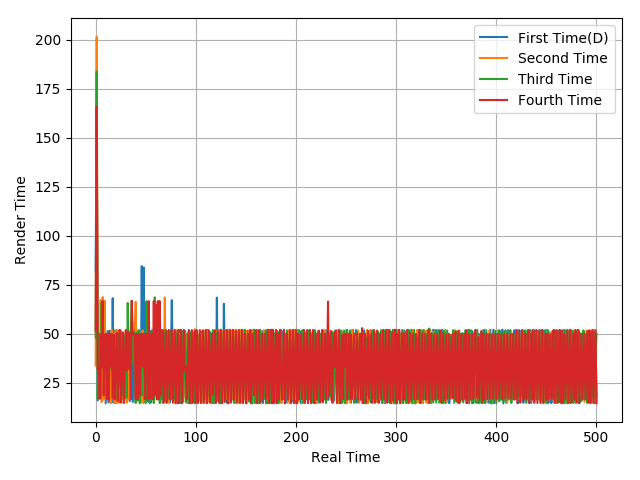 First Time(D)
Second Time
Third Time
Fourth Time
Render Time
200
175
150
125
100
75
50
25
0 100 200 300 400 500
Real Time